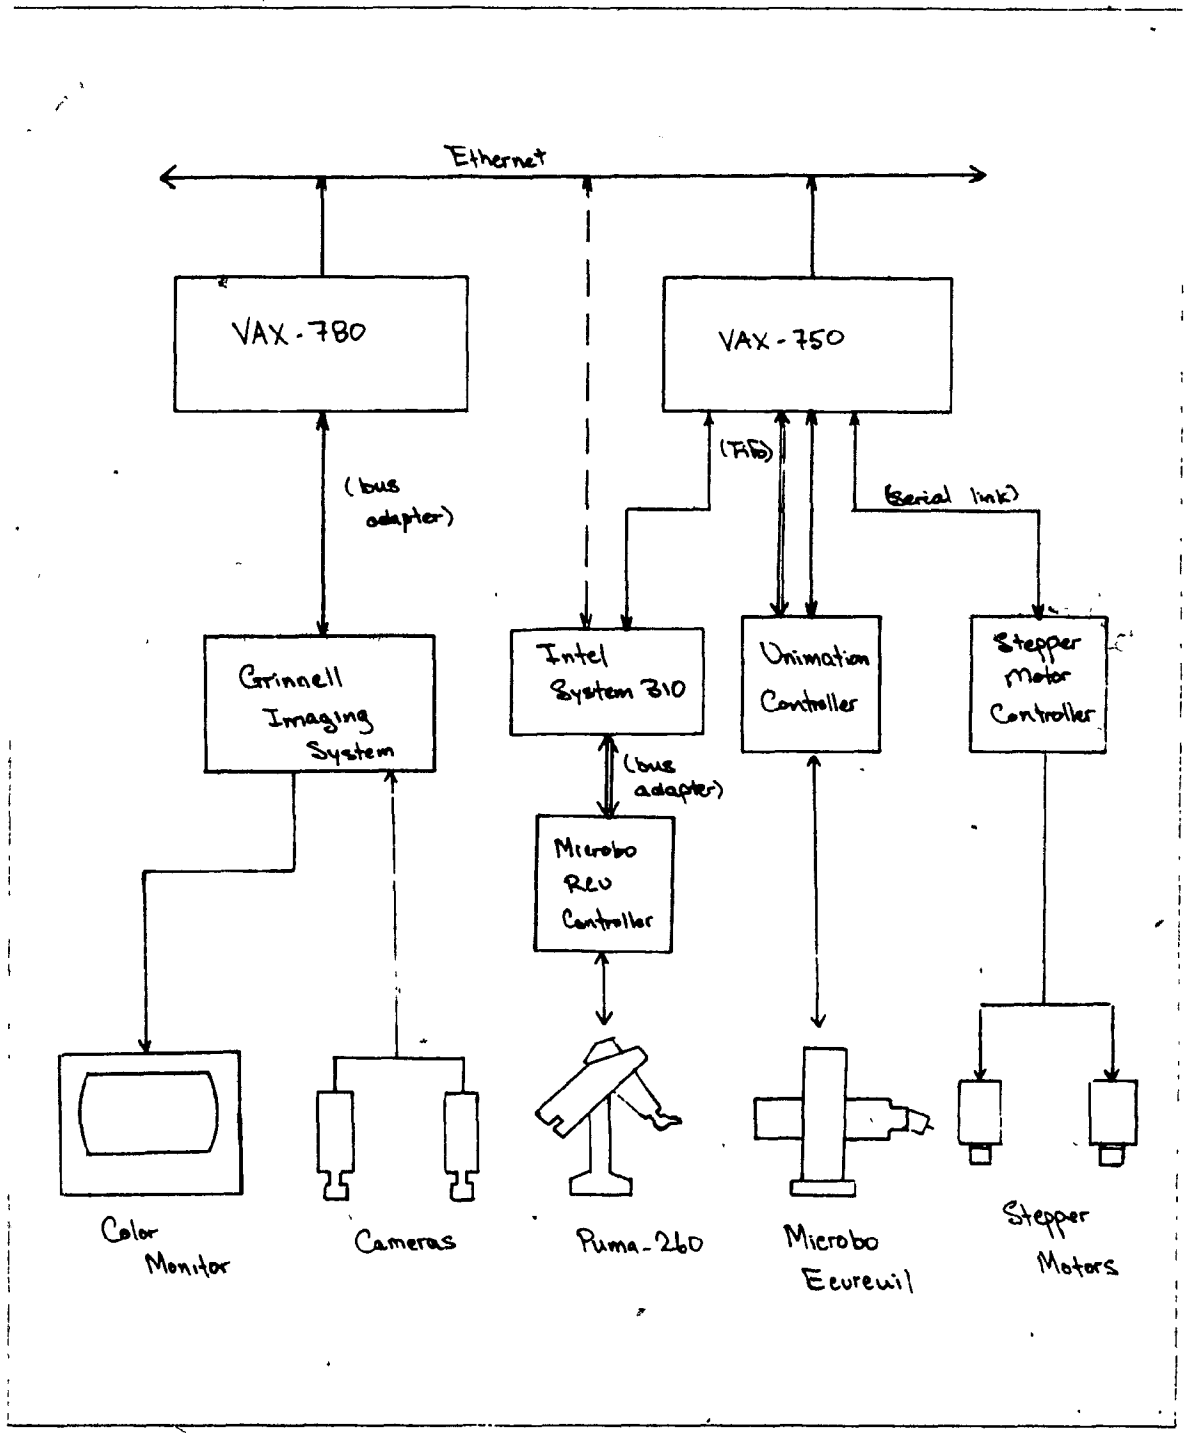 Ethernet
VAX-780
VAX-750
(Fifo)
(bus
adapter)
(serial link)
Grinnell
Imaging
System
Intel
System 310
Unimation
Controller
Stepper
Motor
Controller
(bus
adapter)
Microbo
RCU
Controller
Color
Monitor
Cameras
Puma-260
Microbo
Ecureuil
Stepper
Motors